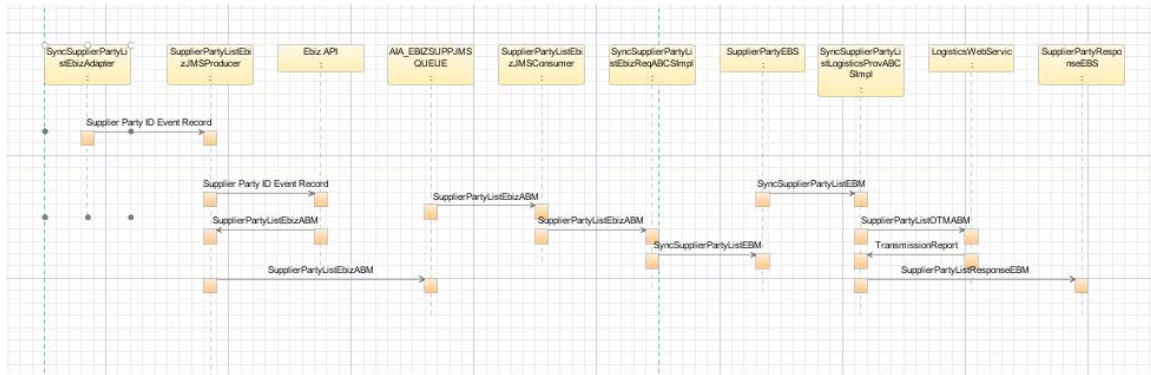 SyncSupplierPartyLi
stEbizAdapter
:
SupplierPartyListEbi
zJMSProducer
:
Ebiz API
:
AIA_EBIZSUPPJMS
QUEUE
:
SupplierPartyListEbi
zJMSConsumer
:
SyncSupplierPartyLi
stEbizReqABCSImpl
:
SupplierPartyEBS
:
SyncSupplierPartyLi
stLogisticsProvABC
SImpl
:
LogisticsWebServic
:
SupplierPartyRespo
nseEBS
:
Supplier Party ID Event Record
Supplier Party ID Event Record
SyncSupplierPartyListEBM
SupplierPartyListEbizABM
SupplierPartyListEbizABM
SupplierPartyListEbizABM
SupplierPartyListOTMABM
SyncSupplierPartyListEBM
TransmissionReport
SupplierPartyListEbizABM
SupplierPartyListResponseEBM